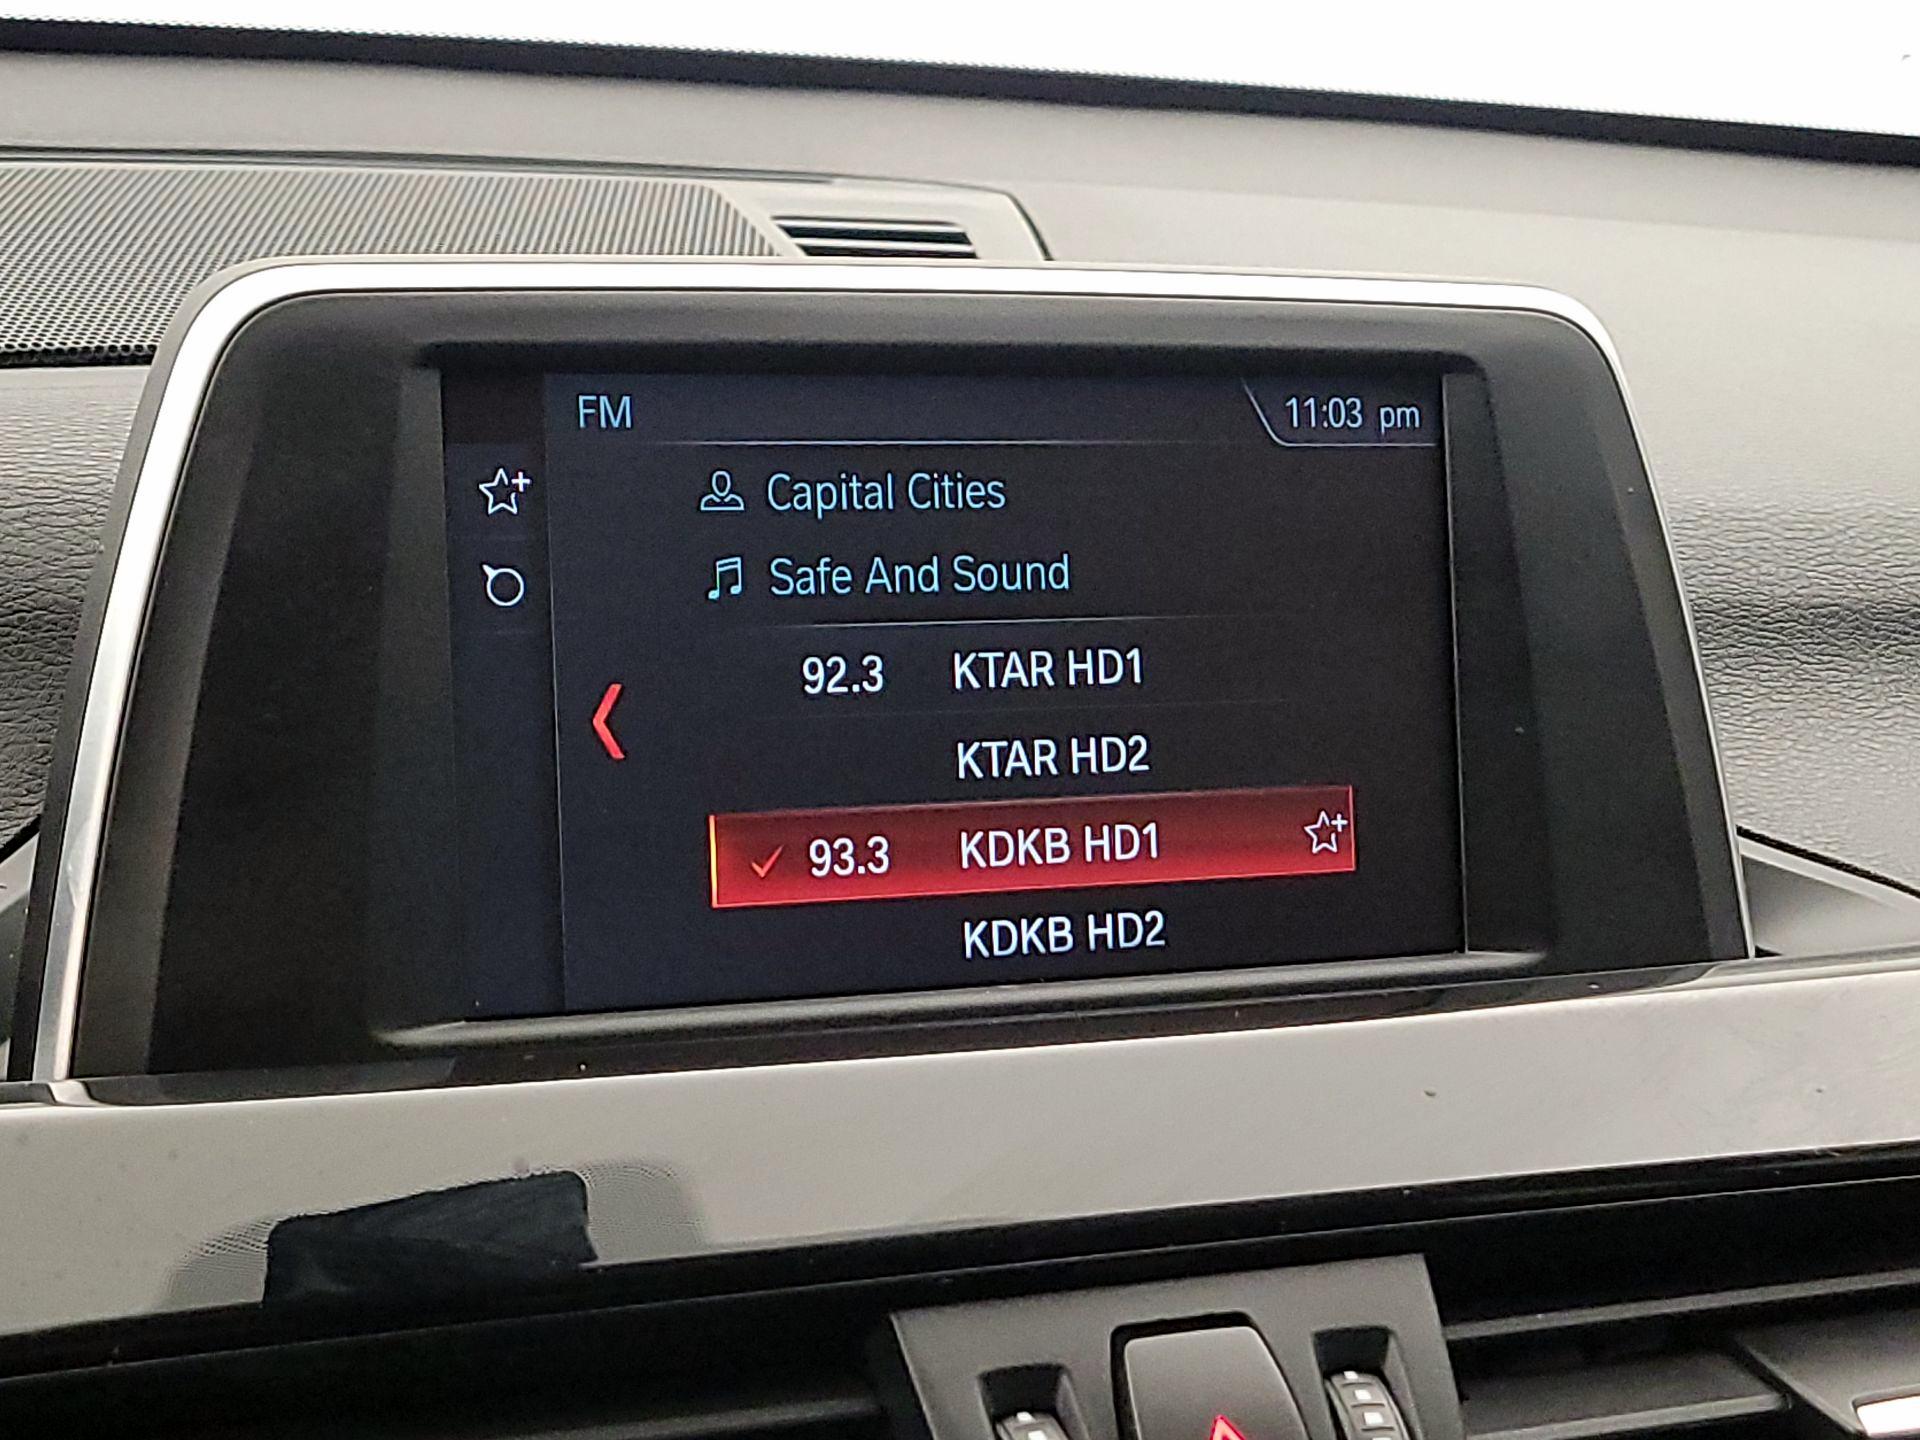 FM 11:03 pm
Capital Cities
Safe And Sound
92.3 KTAR HD1
KTAR HD2
93.3 KDKB HD1
KDKB HD2